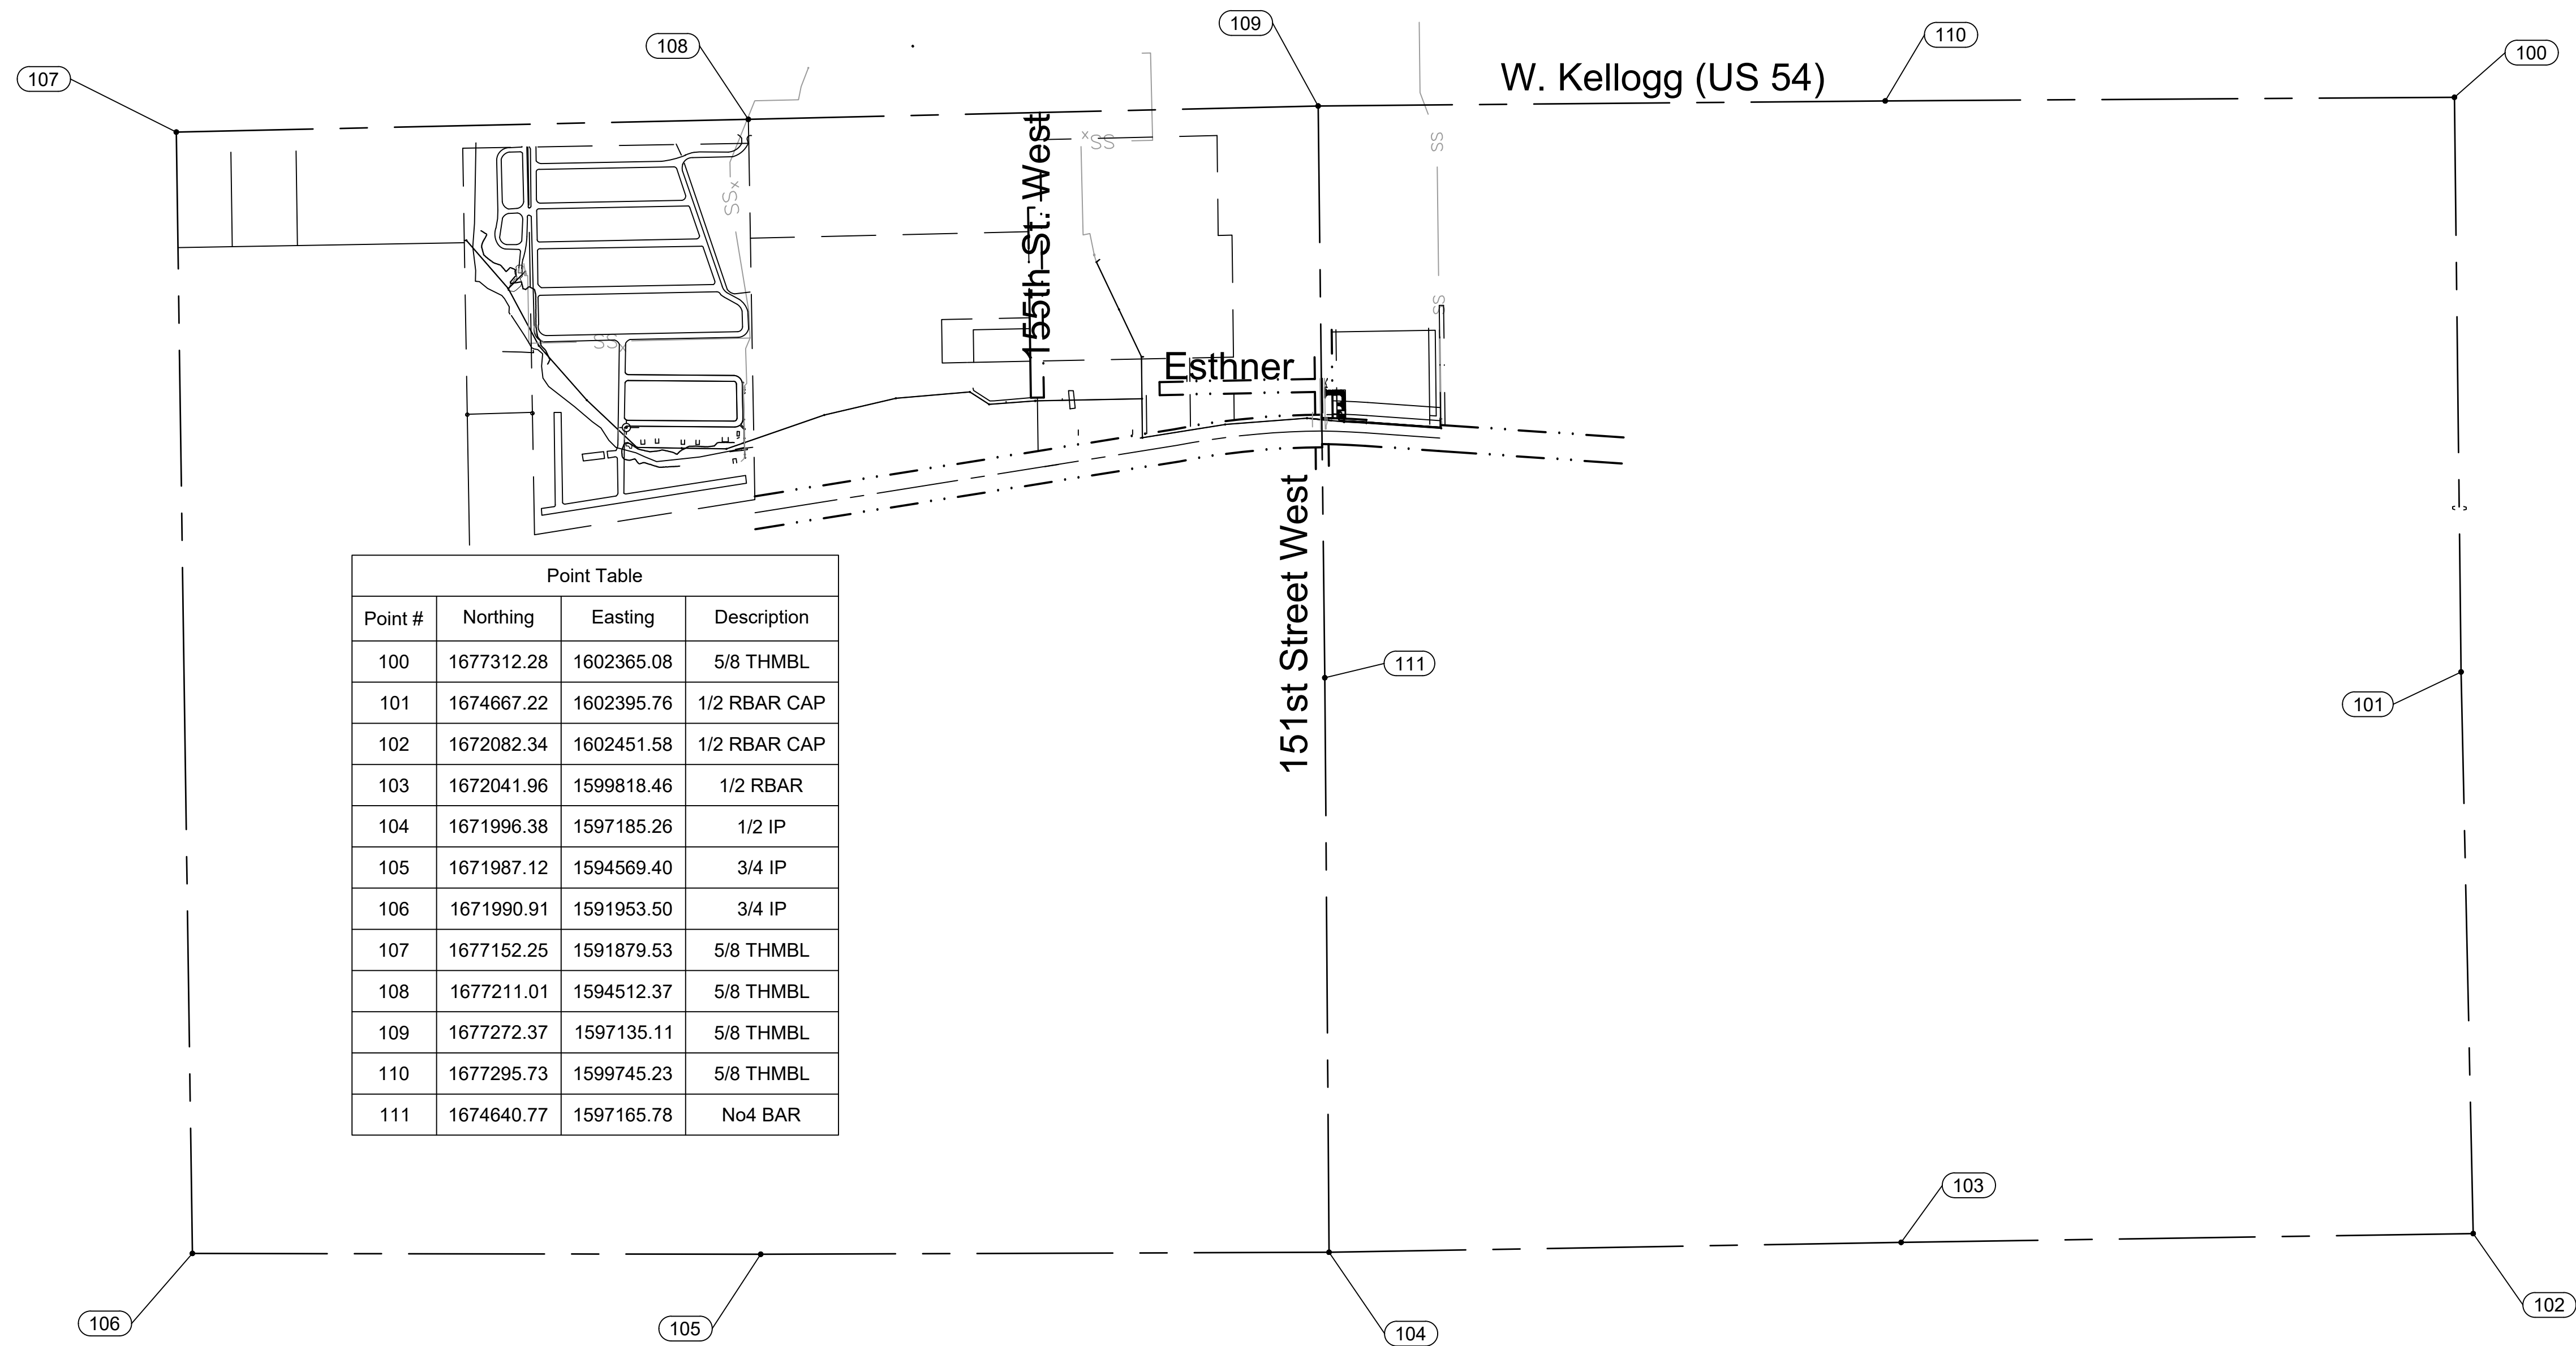 109
110
108
100
107
W. Kellogg (US 54)
155th St. West
SS
SS
SS
SS
SS
Esthner
151st Street West
111
101
Point Table
Point # Northing Easting Description
100 1677312.28 1602365.08 5/8 THMBL
101 1674667.22 1602395.76 1/2 RBAR CAP
102 1672082.34 1602451.58 1/2 RBAR CAP
103 1672041.96 1599818.46 1/2 RBAR
104 1671996.38 1597185.26 1/2 IP
105 1671987.12 1594569.40 3/4 IP
106 1671990.91 1591953.50 3/4 IP
107 1677152.25 1591879.53 5/8 THMBL
108 1677211.01 1594512.37 5/8 THMBL
109 1677272.37 1597135.11 5/8 THMBL
110 1677295.73 1599745.23 5/8 THMBL
111 1674640.77 1597165.78 No4 BAR
103
102
106
105
104